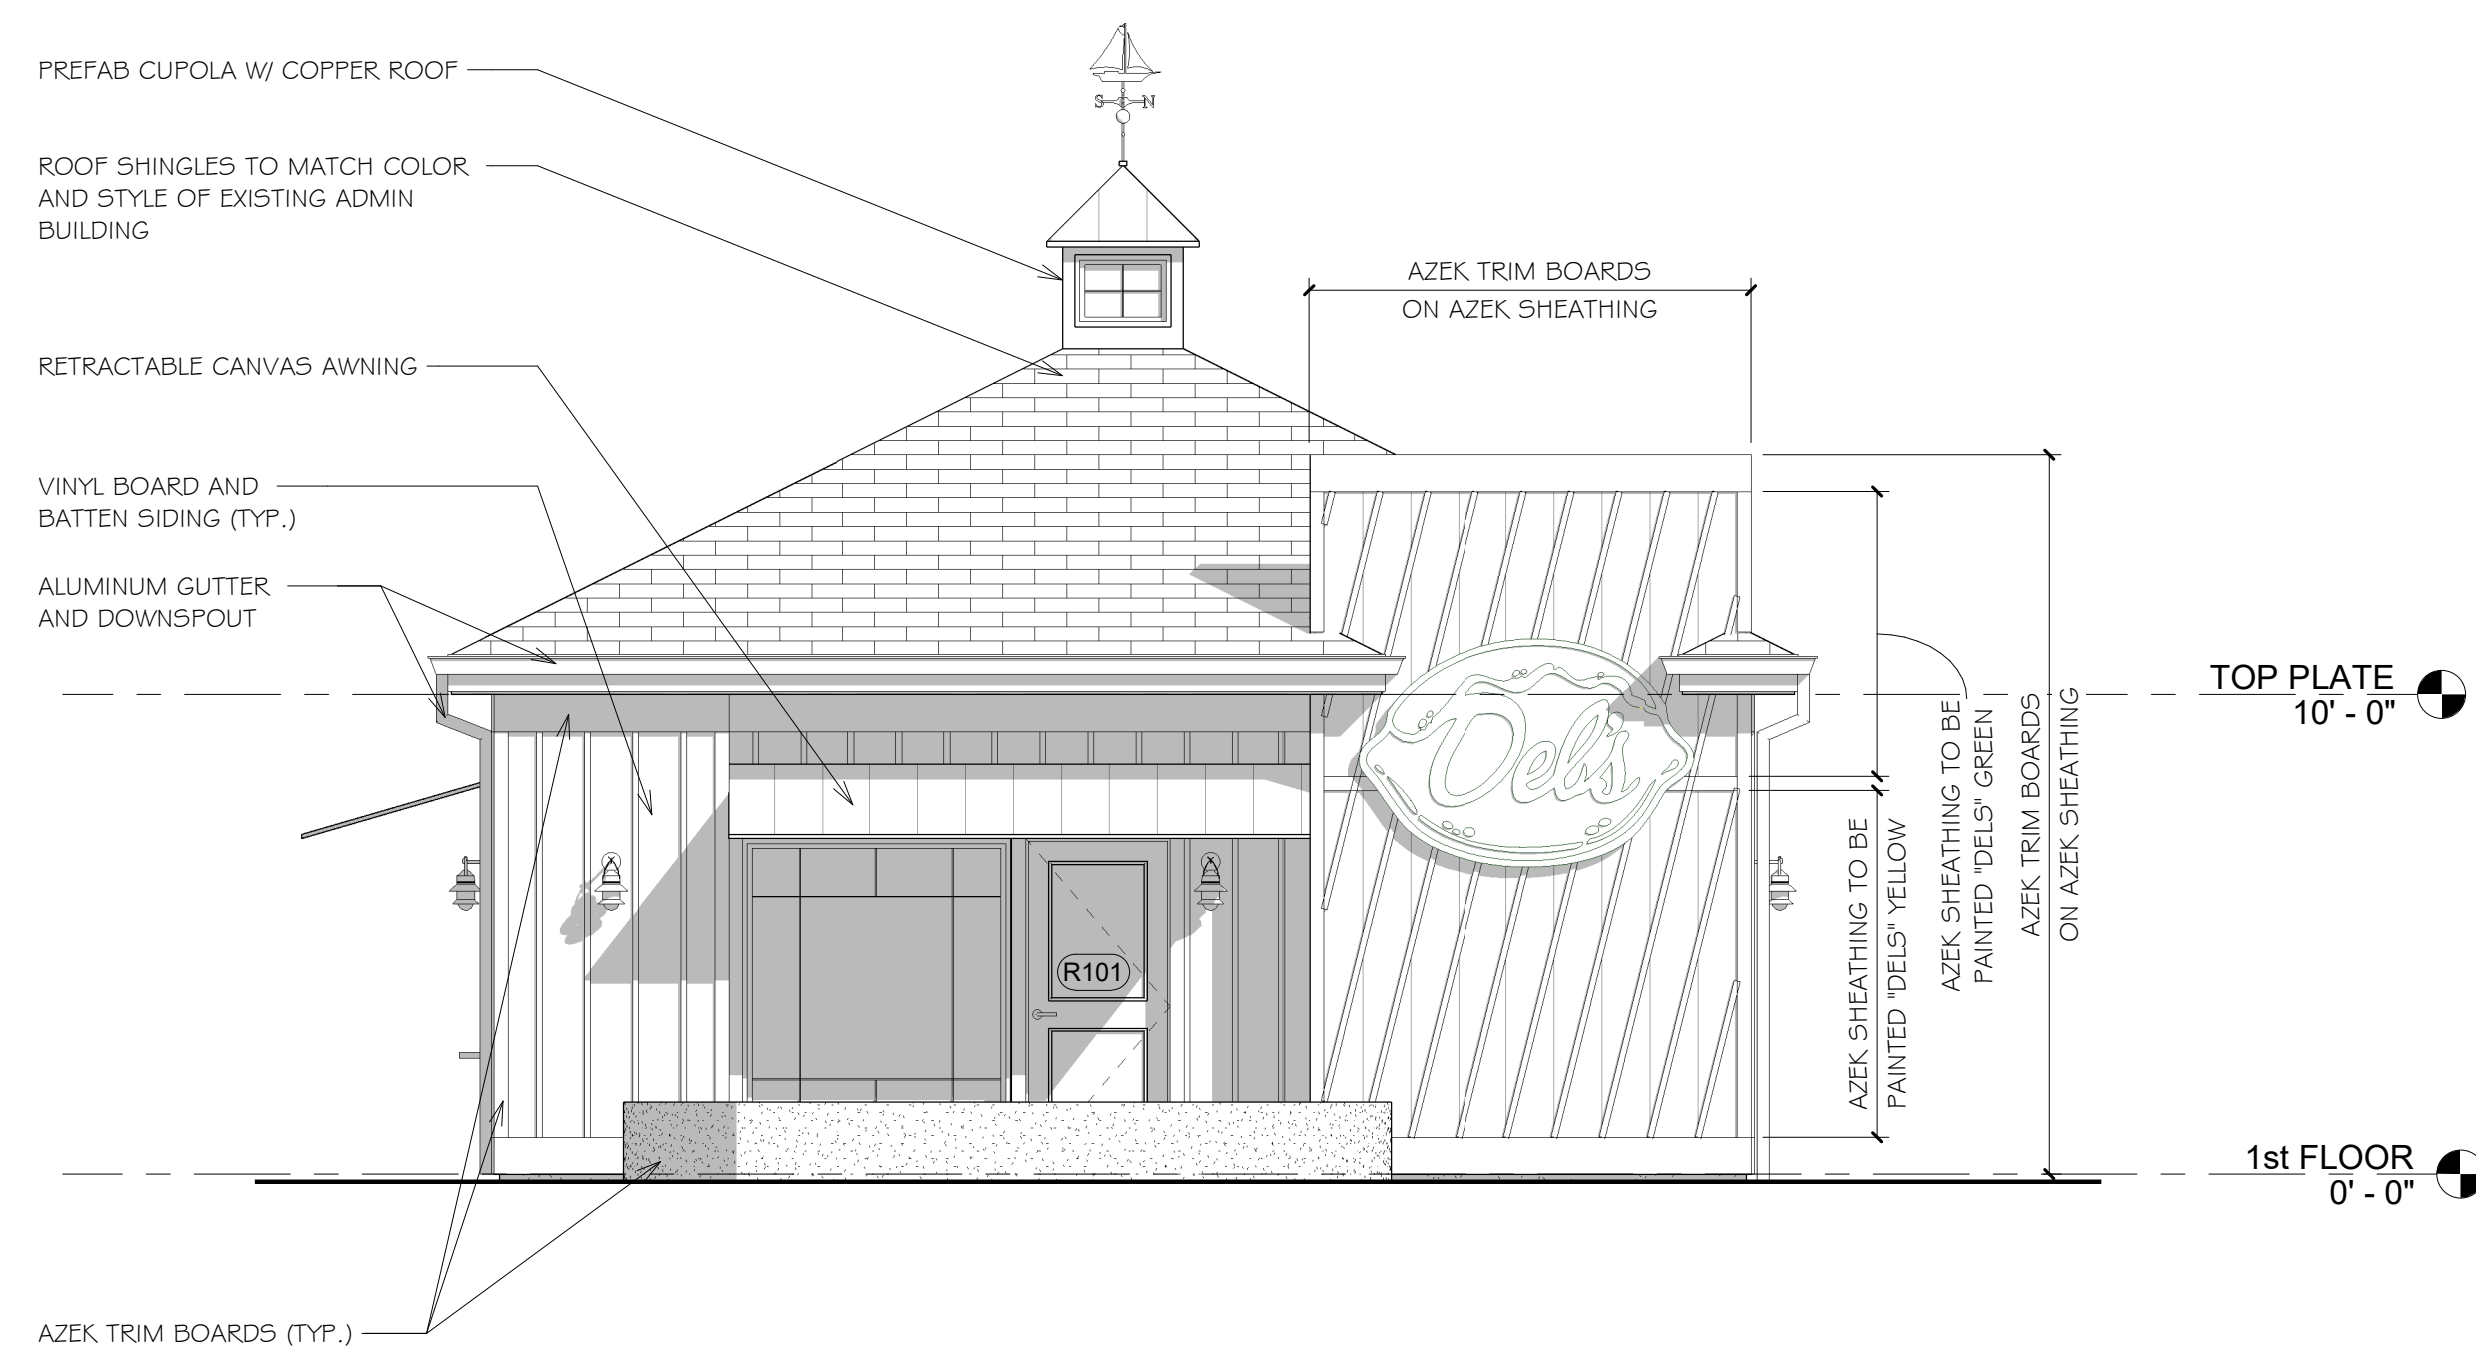 PREFAB CUPOLA W/ COPPER ROOF
S N
ROOF SHINGLES TO MATCH COLOR
AND STYLE OF EXISTING ADMIN
BUILDING
AZEK TRIM BOARDS
ON AZEK SHEATHING
RETRACTABLE CANVAS AWNING
VINYL BOARD AND
BATTEN SIDING (TYP.)
ALUMINUM GUTTER
AND DOWNSPOUT
TOP PLATE
10' - 0"
Del's
R101
AZEK SHEATHING TO BE
PAINTED "DELS" YELLOW
AZEK SHEATHING TO BE
PAINTED "DELS" GREEN
AZEK TRIM BOARDS
ON AZEK SHEATHING
1st FLOOR
0' - 0"
AZEK TRIM BOARDS (TYP.)